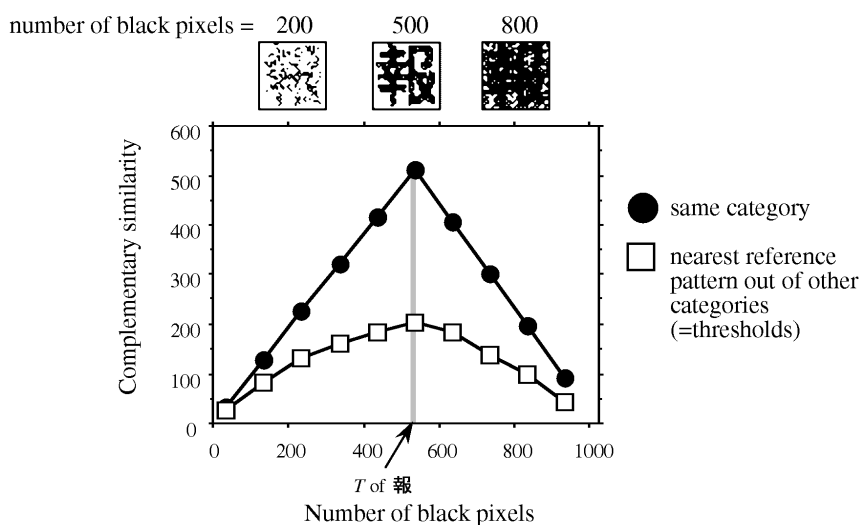 number of black pixels = 200 500 800
600
500
400
300
200
100
0
Complementary similarity
same category
nearest reference
pattern out of other
categories
(=thresholds)
0 200 400 600 800 1000
T of 報
Number of black pixels